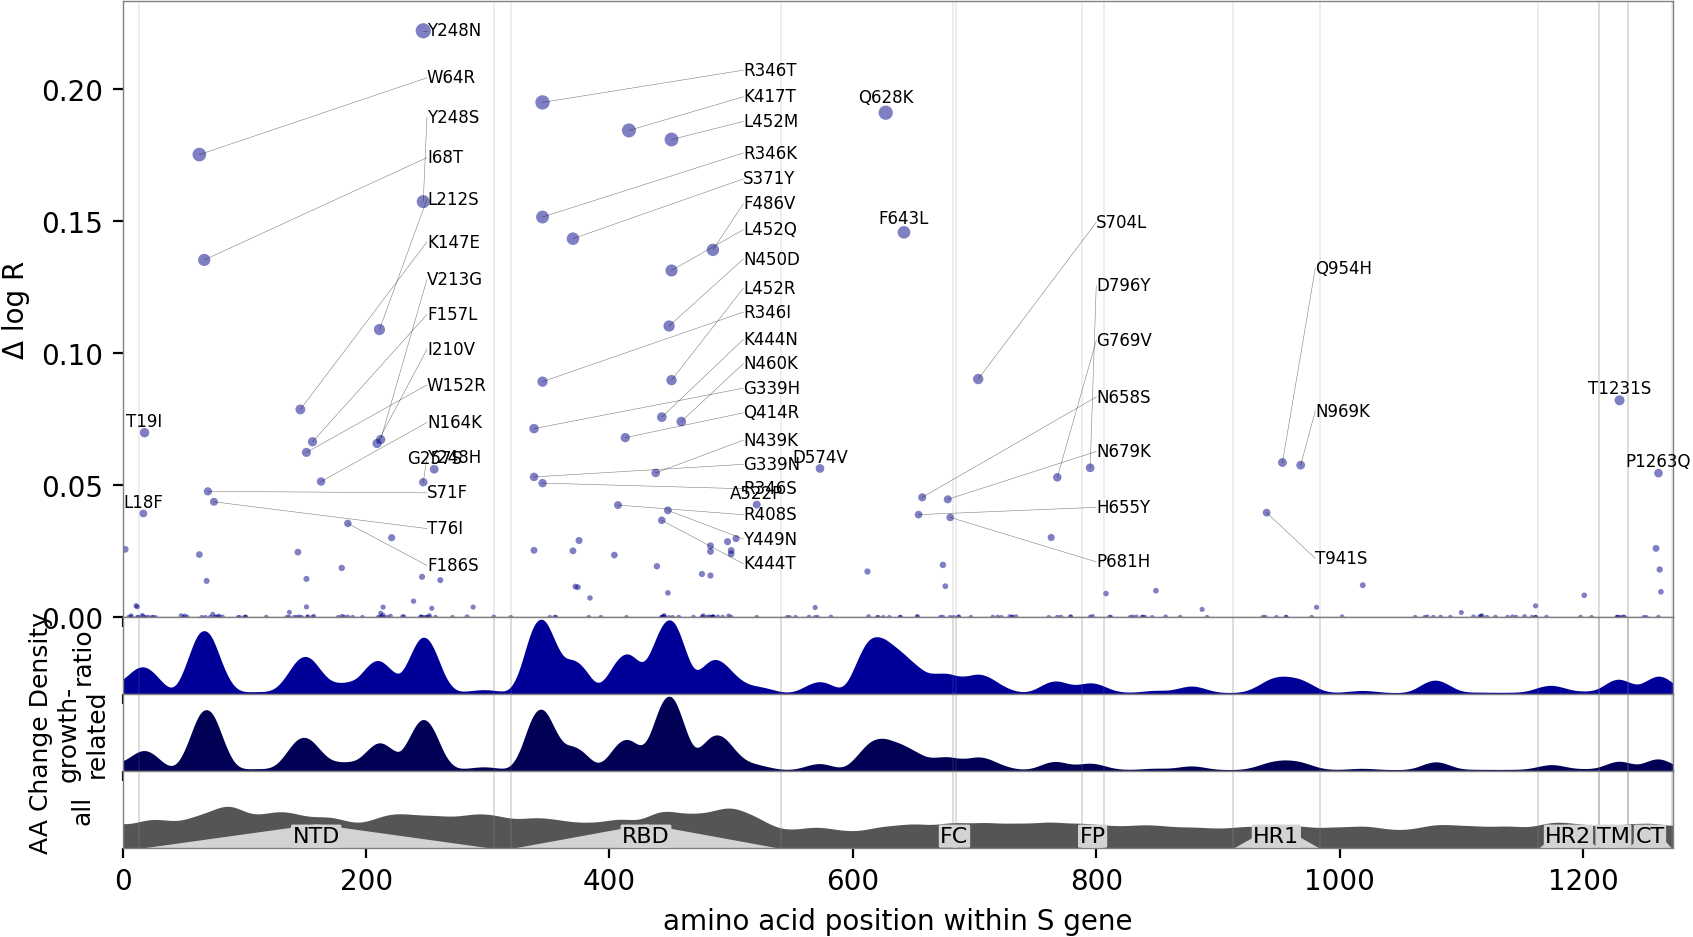 Y248N
W64R
Y248S
I68T
L212S
K147E
V213G
F157L
I210V
W152R
N164K
Y248H
G257S
S71F
T76I
F186S
T19I
L18F
R346T
K417T
L452M
R346K
S371Y
F486V
L452Q
N450D
L452R
R346I
K444N
N460K
G339H
Q414R
N439K
G339N
R346S
A522P
R408S
Y449N
K444T
D574V
Q628K
F643L
S704L
D796Y
G769V
N658S
N679K
H655Y
P681H
Q954H
N969K
T941S
T1231S
P1263Q
0.20
0.15
0.10
0.05
0.00
Δ log R
AA Change Density
ratio
growth-
related
all
NTD
RBD
FC
FP
HR1
HR2
TM
CT
0
200
400
600
800
1000
1200
amino acid position within S gene